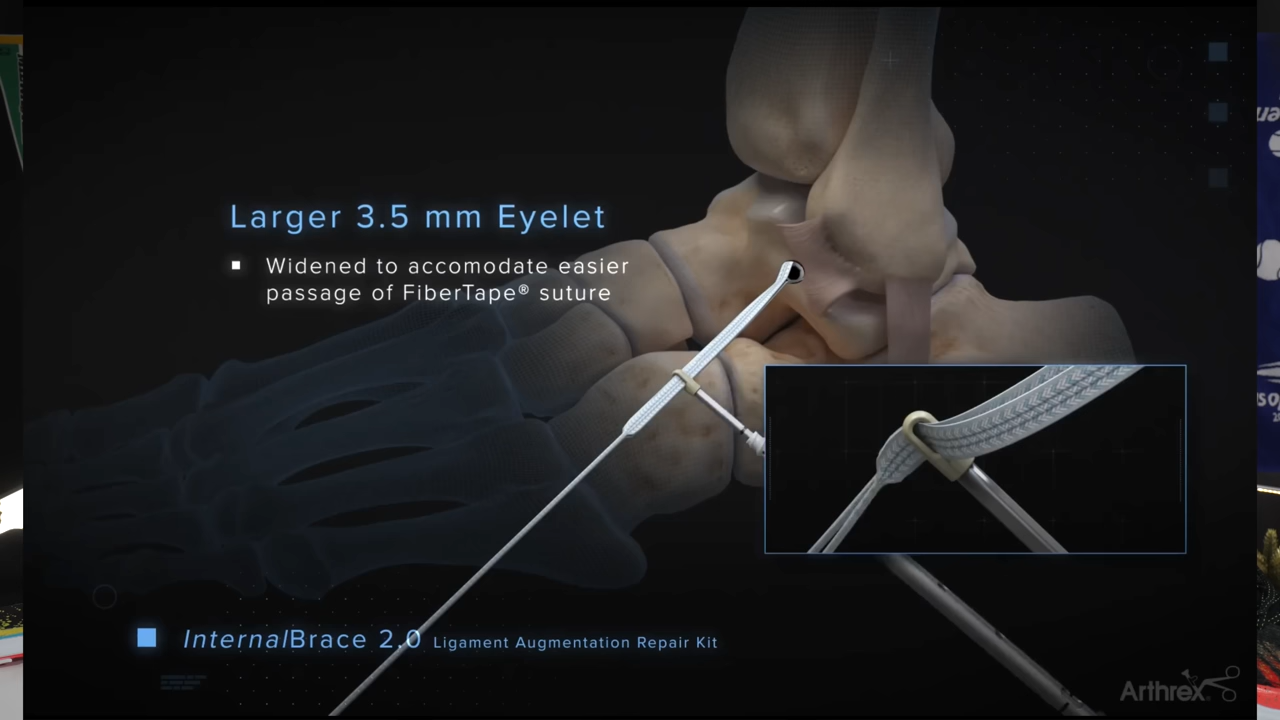 Larger 3.5 mm Eyelet
▪ Widened to accomodate easier
passage of FiberTape® suture
InternalBrace 2.0 Ligament Augmentation Repair Kit
Arthrex